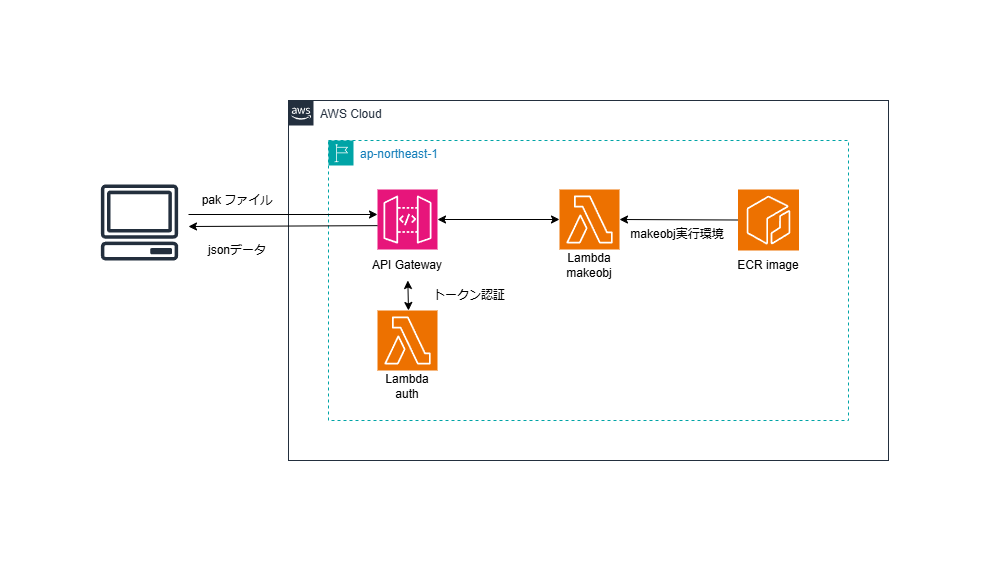 aws
AWS Cloud
ap-northeast-1
pak ファイル
jsonデータ
</>
API Gateway
Lambda
makeobj
makeobj実行環境
ECR image
トークン認証
Lambda
auth